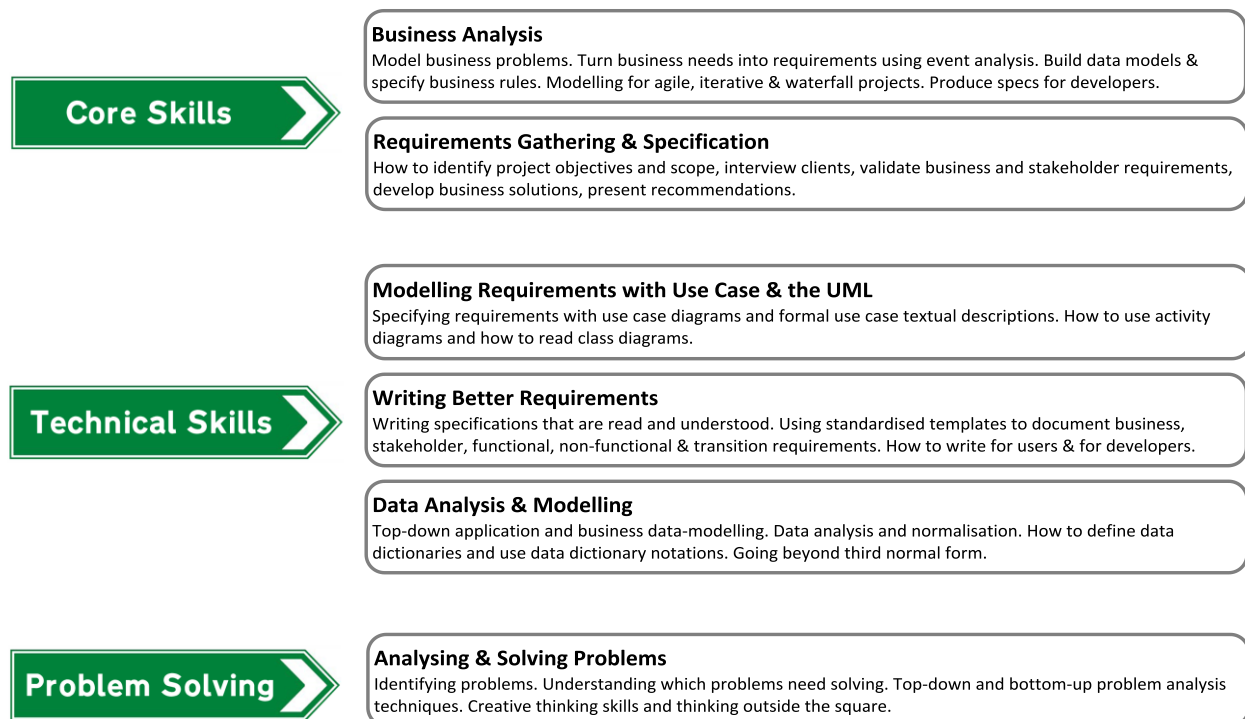 Core Skills
Business Analysis
Model business problems. Turn business needs into requirements using event analysis. Build data models &
specify business rules. Modelling for agile, iterative & waterfall projects. Produce specs for developers.
Requirements Gathering & Specification
How to identify project objectives and scope, interview clients, validate business and stakeholder requirements,
develop business solutions, present recommendations.
Technical Skills
Modelling Requirements with Use Case & the UML
Specifying requirements with use case diagrams and formal use case textual descriptions. How to use activity
diagrams and how to read class diagrams.
Writing Better Requirements
Writing specifications that are read and understood. Using standardised templates to document business,
stakeholder, functional, non-functional & transition requirements. How to write for users & for developers.
Data Analysis & Modelling
Top-down application and business data-modelling. Data analysis and normalisation. How to define data
dictionaries and use data dictionary notations. Going beyond third normal form.
Problem Solving
Analysing & Solving Problems
Identifying problems. Understanding which problems need solving. Top-down and bottom-up problem analysis
techniques. Creative thinking skills and thinking outside the square.